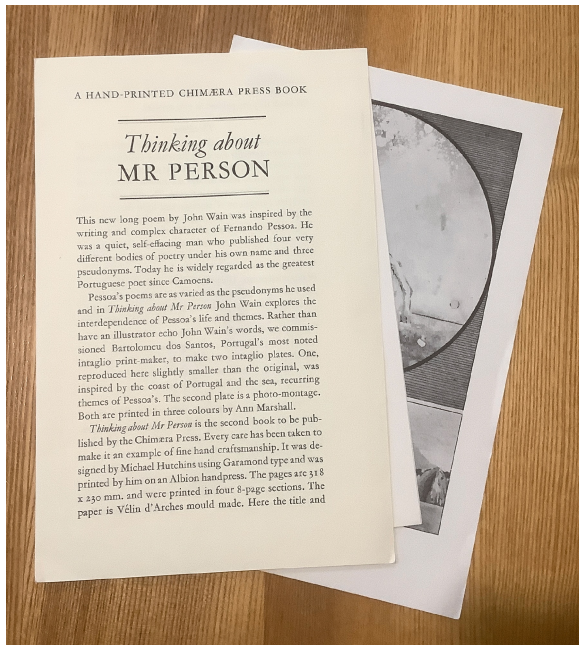 A HAND-PRINTED CHIMÆRA PRESS BOOK
Thinking about
MR PERSON
This new long poem by John Wain was inspired by the
writing and complex character of Fernando Pessoa. He
was a quiet, self-effacing man who published four very
different bodies of poetry under his own name and three
pseudonyms. Today he is widely regarded as the greatest
Portuguese poet since Camoens.
Pessoa's poems are as varied as the pseudonyms he used
and in Thinking about Mr Person John Wain explores the
interdependence of Pessoa's life and themes. Rather than
have an illustrator echo John Wain's words, we commis-
sioned Bartolomeu dos Santos, Portugal's most noted
intaglio print-maker, to make two intaglio plates. One,
reproduced here slightly smaller than the original, was
inspired by the coast of Portugal and the sea, recurring
themes of Pessoa's. The second plate is a photo-montage.
Both are printed in three colours by Ann Marshall.
Thinking about Mr Person is the second book to be pub-
lished by the Chimæra Press. Every care has been taken to
make it an example of fine hand craftsmanship. It was de-
signed by Michael Hutchins using Garamond type and was
printed by him on an Albion handpress. The pages are 318
x 230 mm. and were printed in four 8-page sections. The
paper is Vélin d'Arches mould made. Here the title and